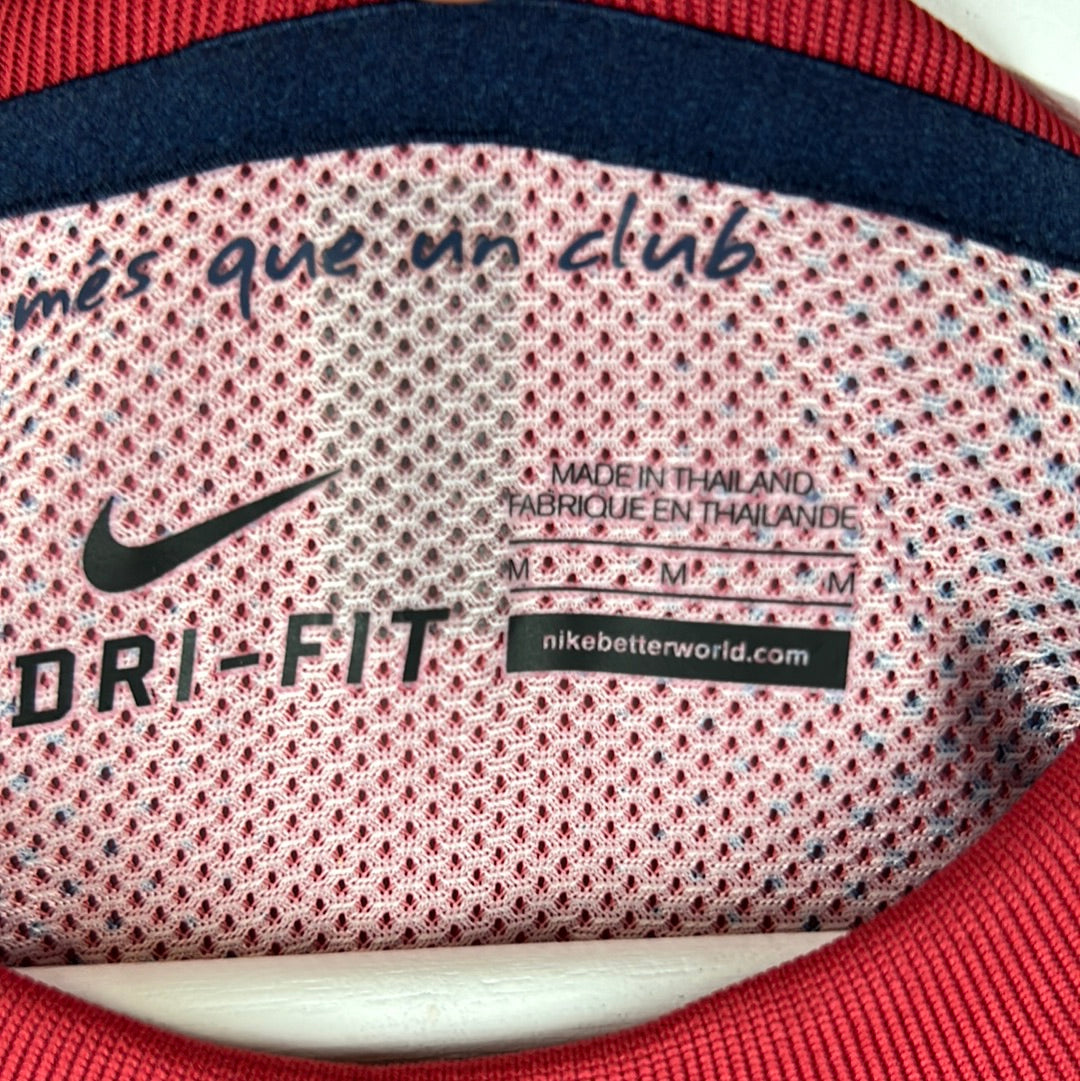 més que un club
MADE IN THAILAND
FABRIQUE EN THAILANDE
M M M
nikebetterworld.com
DRI-FIT